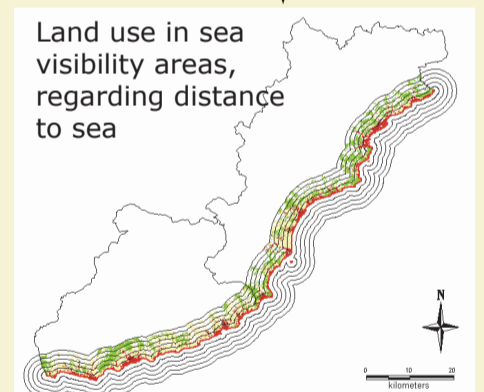 Land use in sea
visibility areas,
regarding distance
to sea
N
0 10 20
kilometers